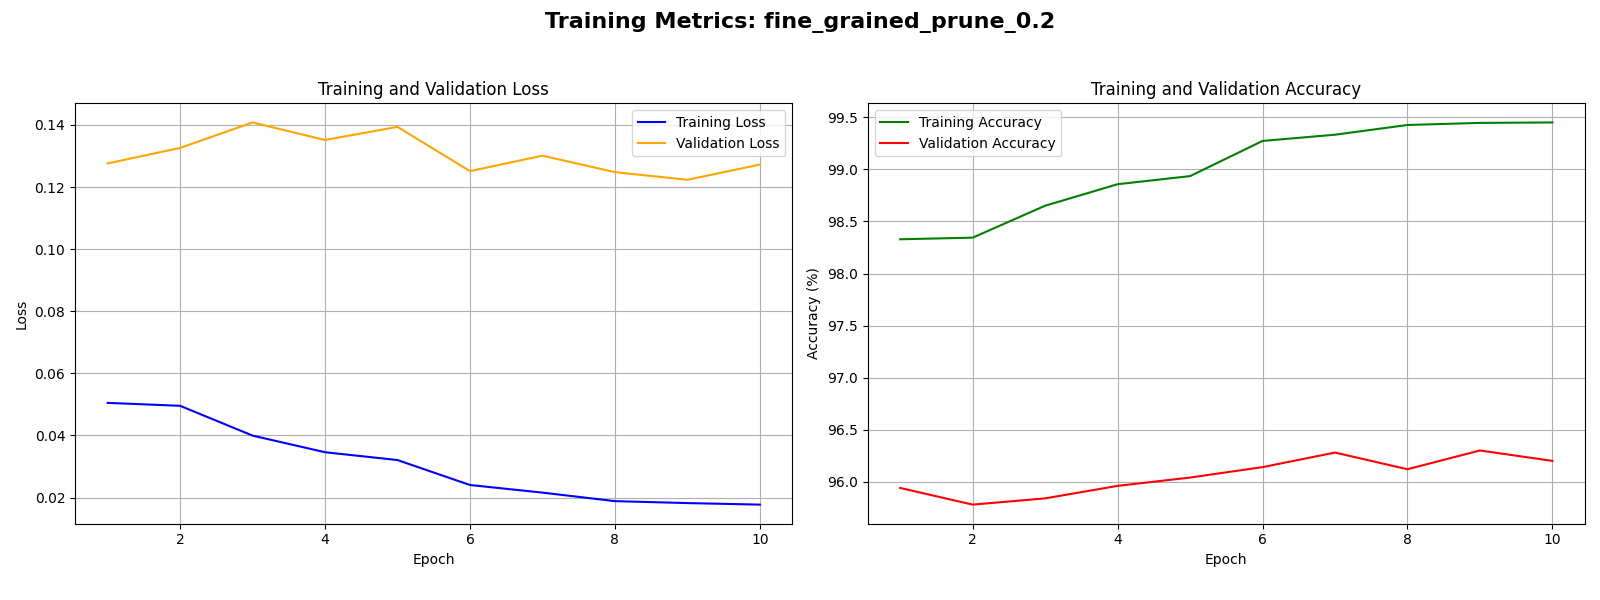 Training Metrics: fine_grained_prune_0.2
Training and Validation Loss
Training Loss
Validation Loss
0.14
0.12
0.10
0.08
0.06
0.04
0.02
Loss
2
4
6
8
10
Epoch
Training and Validation Accuracy
Training Accuracy
Validation Accuracy
99.5
99.0
98.5
98.0
97.5
97.0
96.5
96.0
Accuracy (%)
2
4
6
8
10
Epoch